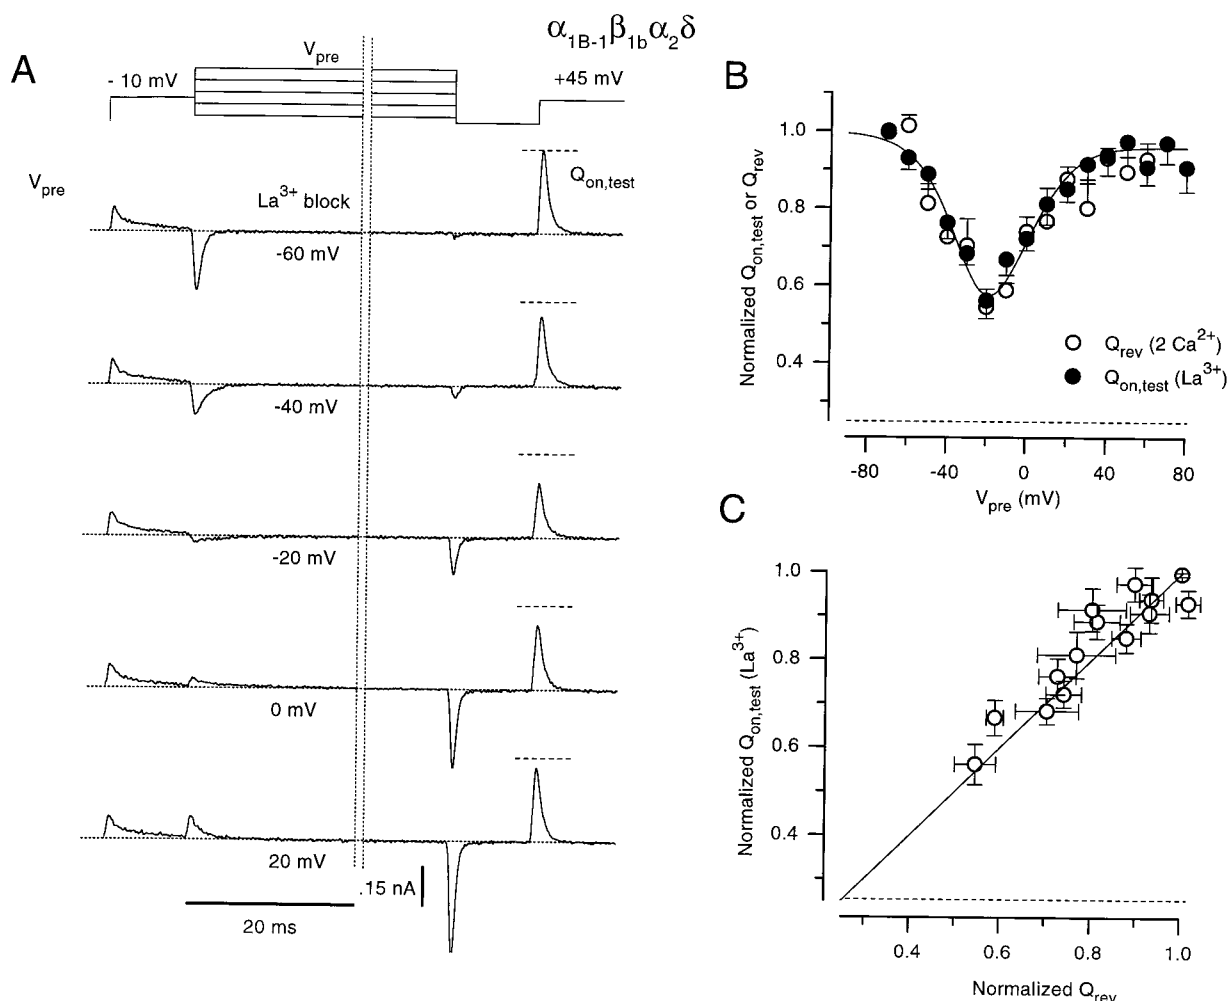 α1B-1β1bα2δ
A
Vpre
- 10 mV
+45 mV
Vpre
Qon,test
La3+ block
-60 mV
-40 mV
-20 mV
0 mV
20 mV
.15 nA
20 ms
B
Normalized Qon,test or Qrev
1.0
0.8
0.6
0.4
Qrev (2 Ca2+)
Qon,test (La3+)
-80 -40 0 40 80
Vpre (mV)
C
Normalized Qon,test (La3+)
1.0
0.8
0.6
0.4
0.4 0.6 0.8 1.0
Normalized Qrev